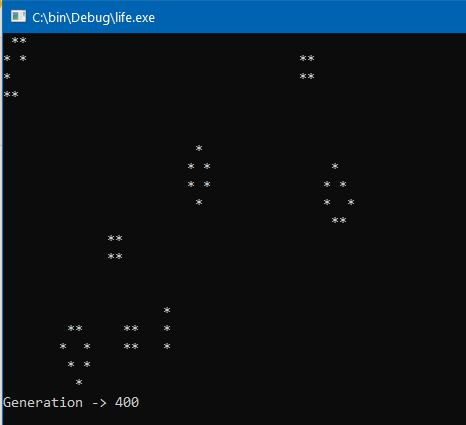 C:\bin\Debug\life.exe
 **
* *                                  **
*                                    **
**
                        *
                       * *               *
                       * *              * *
                        *               *  *
                                         **
             **
             **
                    *
        **     **   *
       *  *    **   *
        * *
         *
Generation -> 400